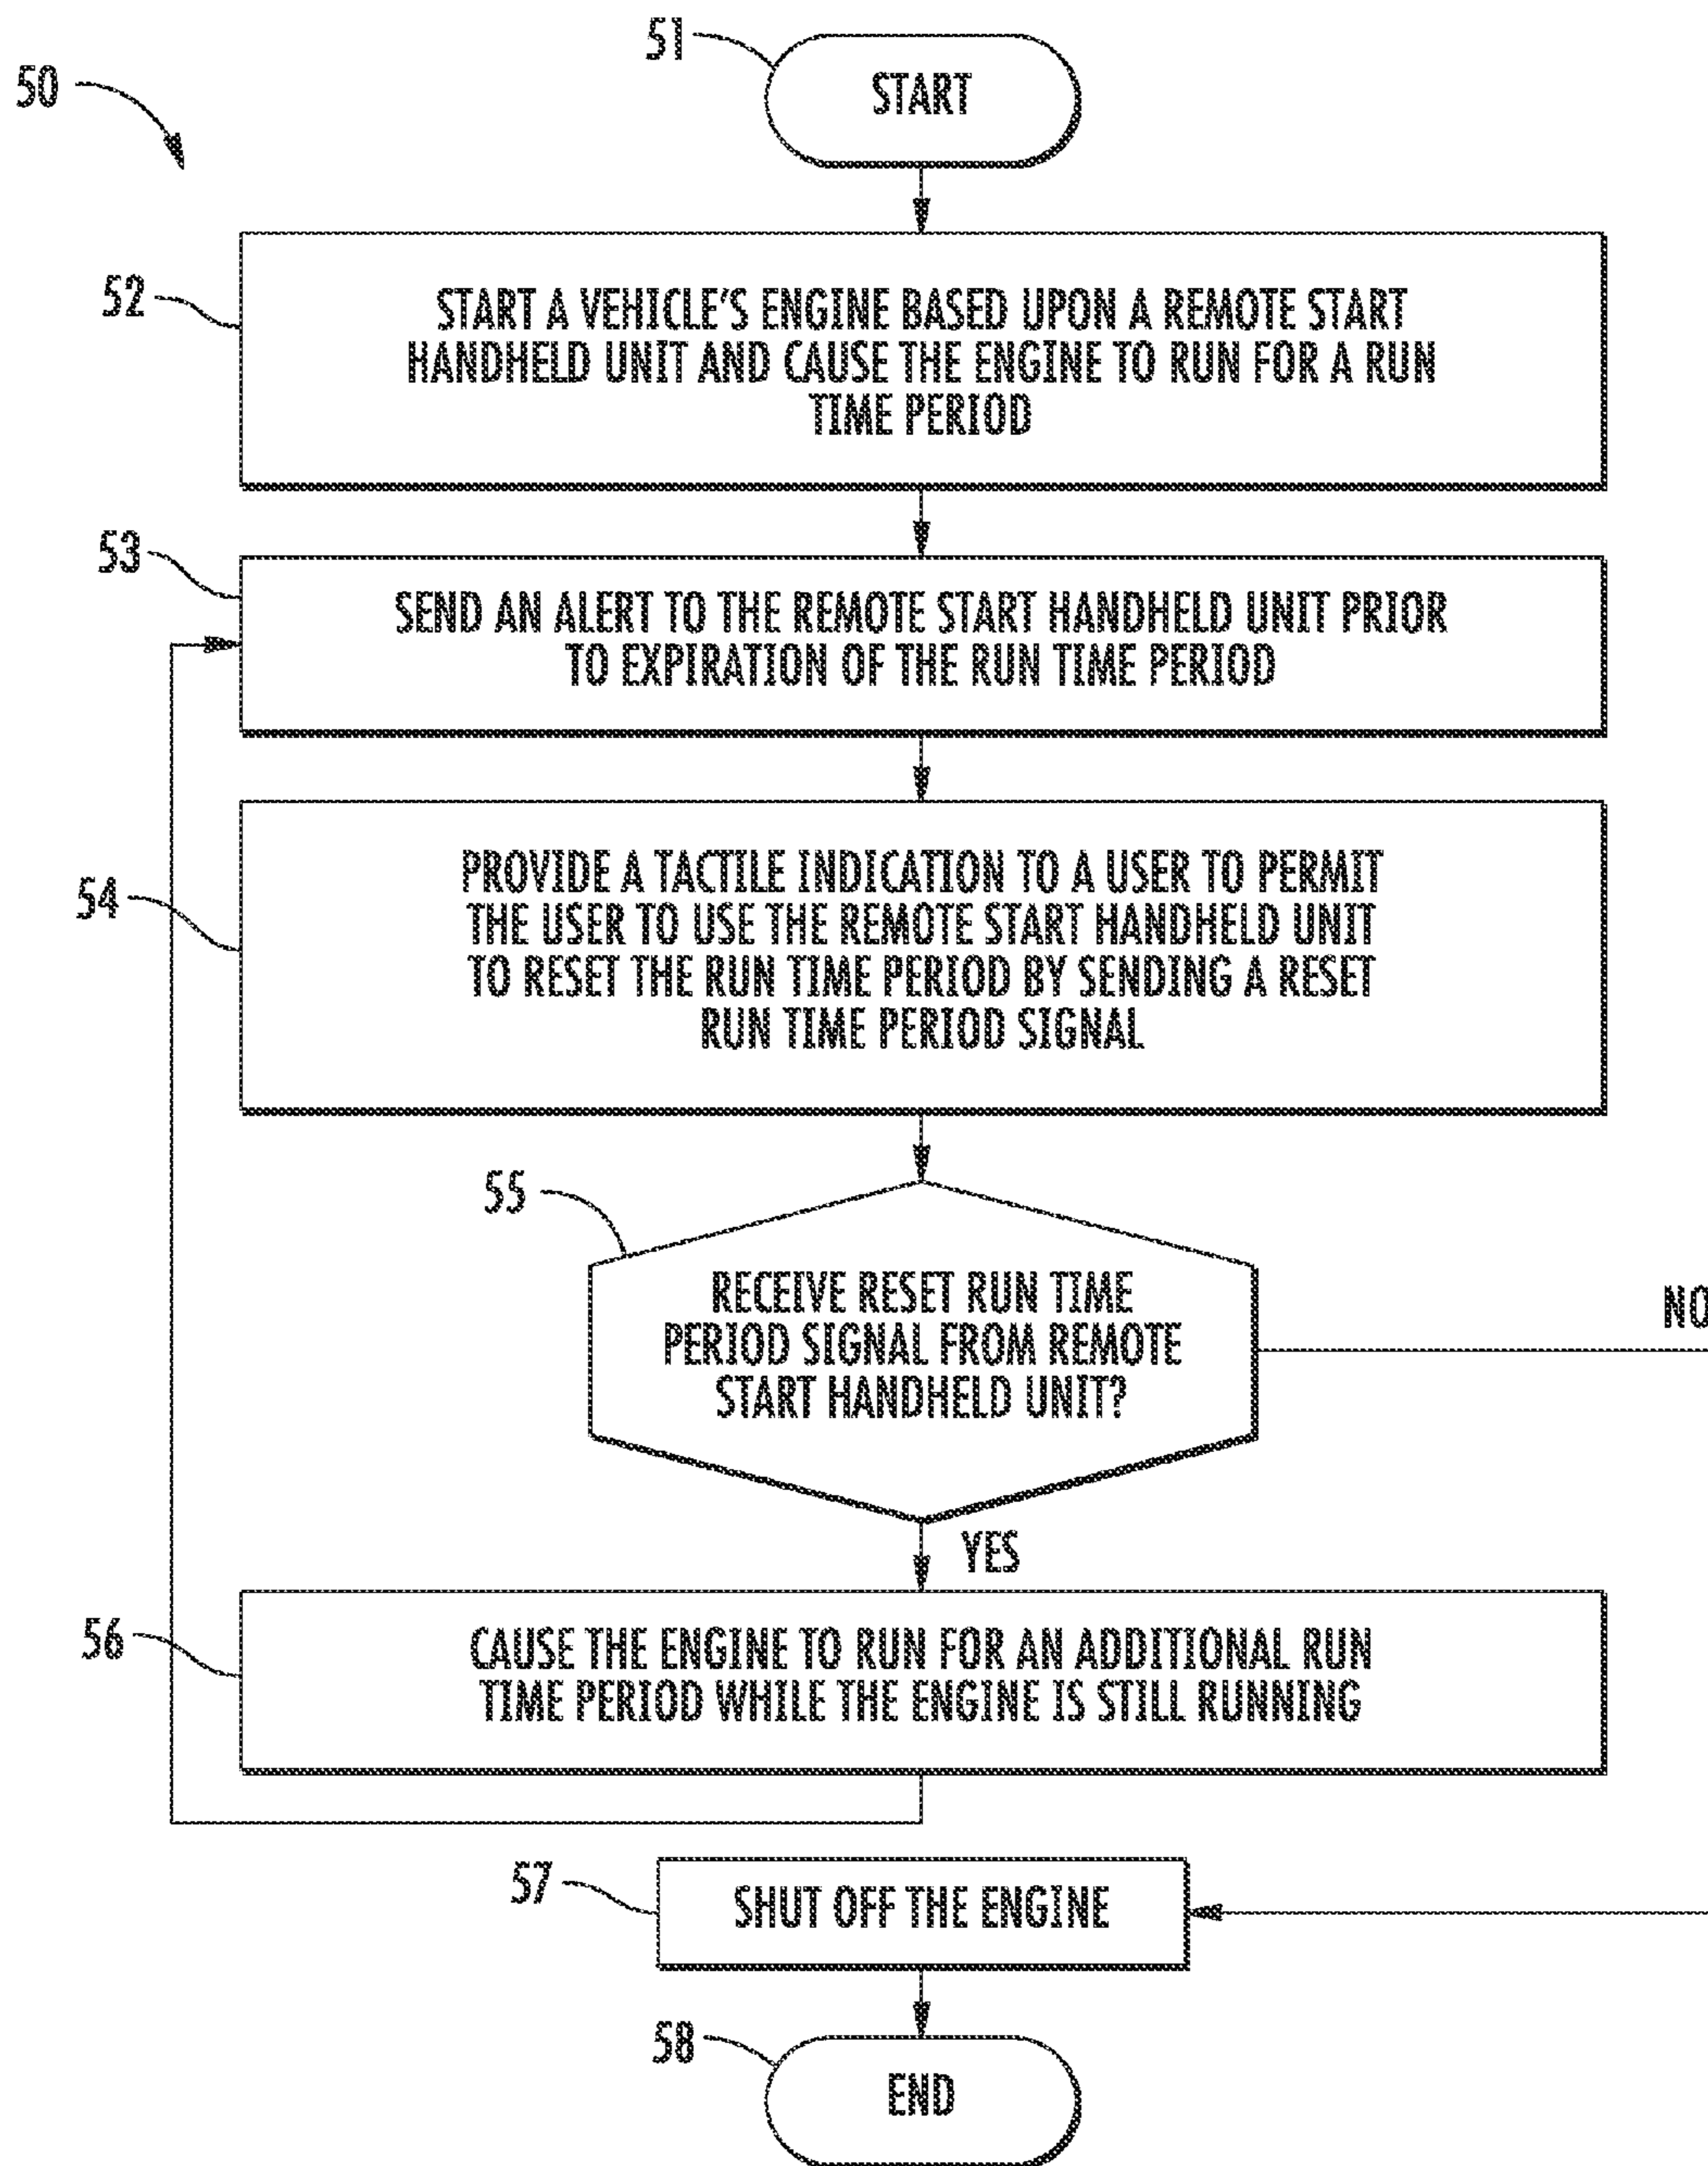 51
START
50
52
START A VEHICLE'S ENGINE BASED UPON A REMOTE START
HANDHELD UNIT AND CAUSE THE ENGINE TO RUN FOR A RUN
TIME PERIOD
53
SEND AN ALERT TO THE REMOTE START HANDHELD UNIT PRIOR
TO EXPIRATION OF THE RUN TIME PERIOD
54
PROVIDE A TACTILE INDICATION TO A USER TO PERMIT
THE USER TO USE THE REMOTE START HANDHELD UNIT
TO RESET THE RUN TIME PERIOD BY SENDING A RESET
RUN TIME PERIOD SIGNAL
55
RECEIVE RESET RUN TIME
PERIOD SIGNAL FROM REMOTE
START HANDHELD UNIT?
NO
YES
56
CAUSE THE ENGINE TO RUN FOR AN ADDITIONAL RUN
TIME PERIOD WHILE THE ENGINE IS STILL RUNNING
57
SHUT OFF THE ENGINE
58
END